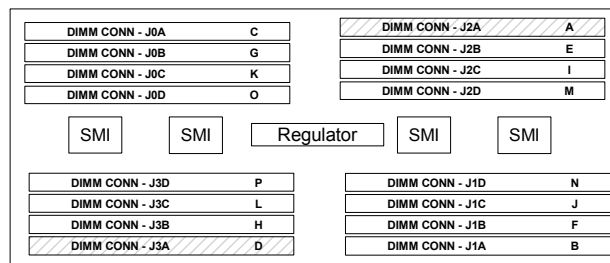 DIMM CONN - J0A C
DIMM CONN - J0B G
DIMM CONN - J0C K
DIMM CONN - J0D O
DIMM CONN - J2A A
DIMM CONN - J2B E
DIMM CONN - J2C I
DIMM CONN - J2D M
SMI SMI Regulator SMI SMI
DIMM CONN - J3D P
DIMM CONN - J3C L
DIMM CONN - J3B H
DIMM CONN - J3A D
DIMM CONN - J1D N
DIMM CONN - J1C J
DIMM CONN - J1B F
DIMM CONN - J1A B